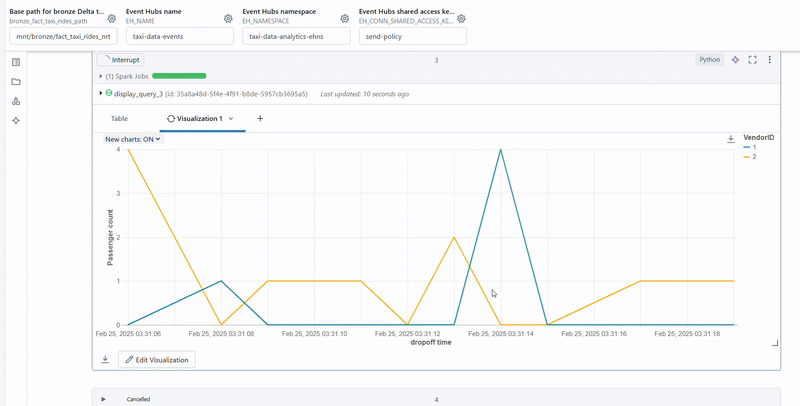 Base path for bronze Delta t...
bronze_fact_taxi_rides_path
mnt/bronze/fact_taxi_rides_nrt
Event Hubs name
EH_NAME
taxi-data-events
Event Hubs namespace
EH_NAMESPACE
taxi-data-analytics-ehns
Event Hubs shared access ke...
EH_CONN_SHARED_ACCESS_KE...
send-policy
Interrupt
3
Python
(1) Spark Jobs
display_query_3 (id: 35a8a48d-5f4e-4f91-b8de-5957cb3695a5) Last updated: 10 seconds ago
Table
Visualization 1
+
New charts: ON
VendorID
1
2
4
3
2
1
0
Passenger count
Feb 25, 2025 03:31:06
Feb 25, 2025 03:31:08
Feb 25, 2025 03:31:10
Feb 25, 2025 03:31:12
Feb 25, 2025 03:31:14
Feb 25, 2025 03:31:16
Feb 25, 2025 03:31:18
dropoff time
Edit Visualization
Cancelled
4